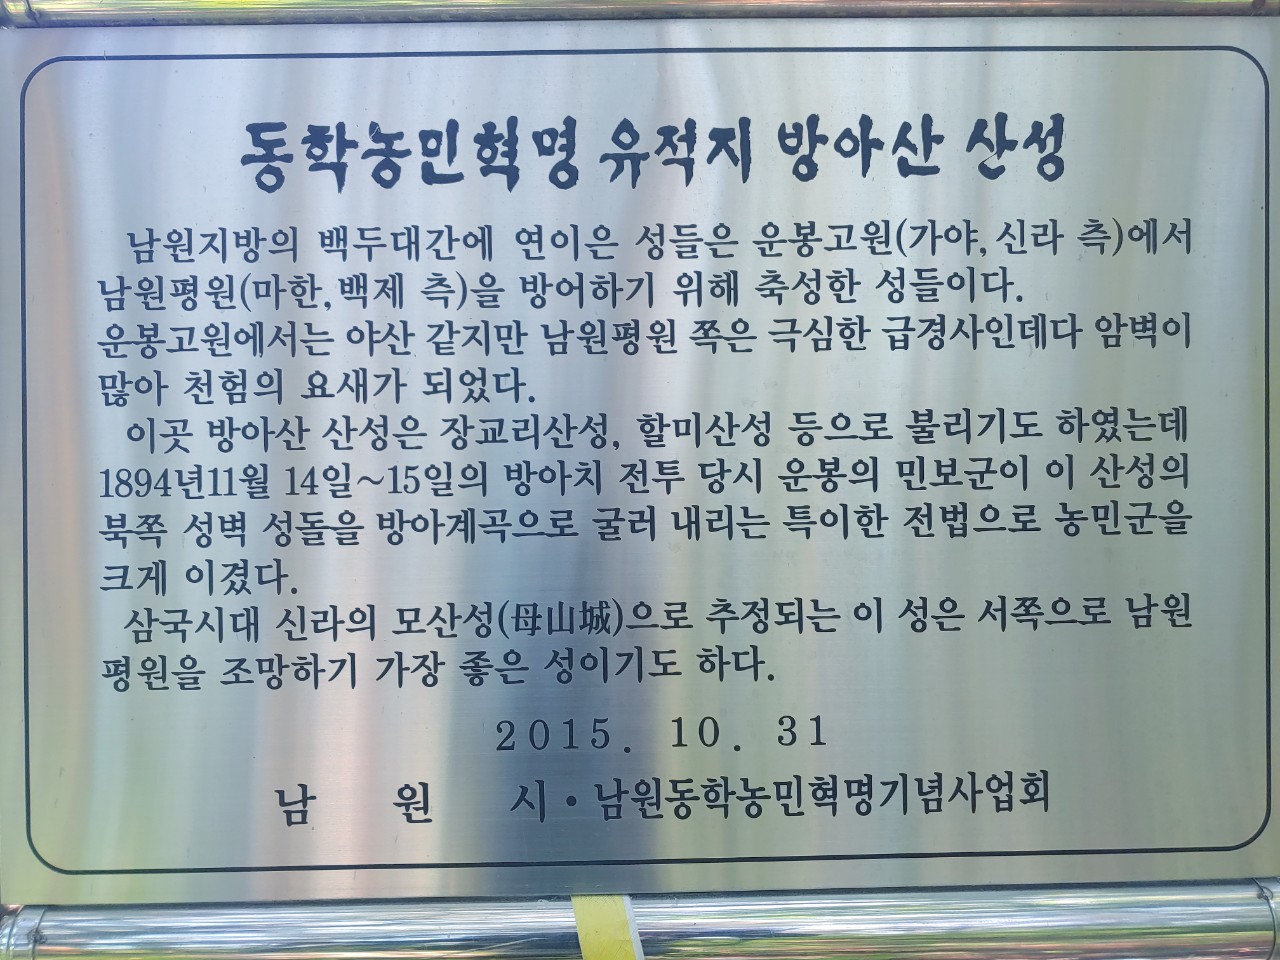 동학농민혁명 유적지 방아산 산성
남원지방의 백두대간에 연이은 성들은 운봉고원(가야, 신라 측)에서
남원평원(마한, 백제 측)을 방어하기 위해 축성한 성들이다.
운봉고원에서는 야산 같지만 남원평원 쪽은 극심한 급경사인데다 암벽이
많아 천험의 요새가 되었다.
이곳 방아산 산성은 장교리산성, 할미산성 등으로 불리기도 하였는데
1894년11월 14일~15일의 방아치 전투 당시 운봉의 민보군이 이 산성의
북쪽 성벽 성돌을 방아계곡으로 굴러 내리는 특이한 전법으로 농민군을
크게 이겼다.
삼국시대 신라의 모산성(母山城)으로 추정되는 이 성은 서쪽으로 남원
평원을 조망하기 가장 좋은 성이기도 하다.
2015. 10. 31
남 원 시·남원동학농민혁명기념사업회